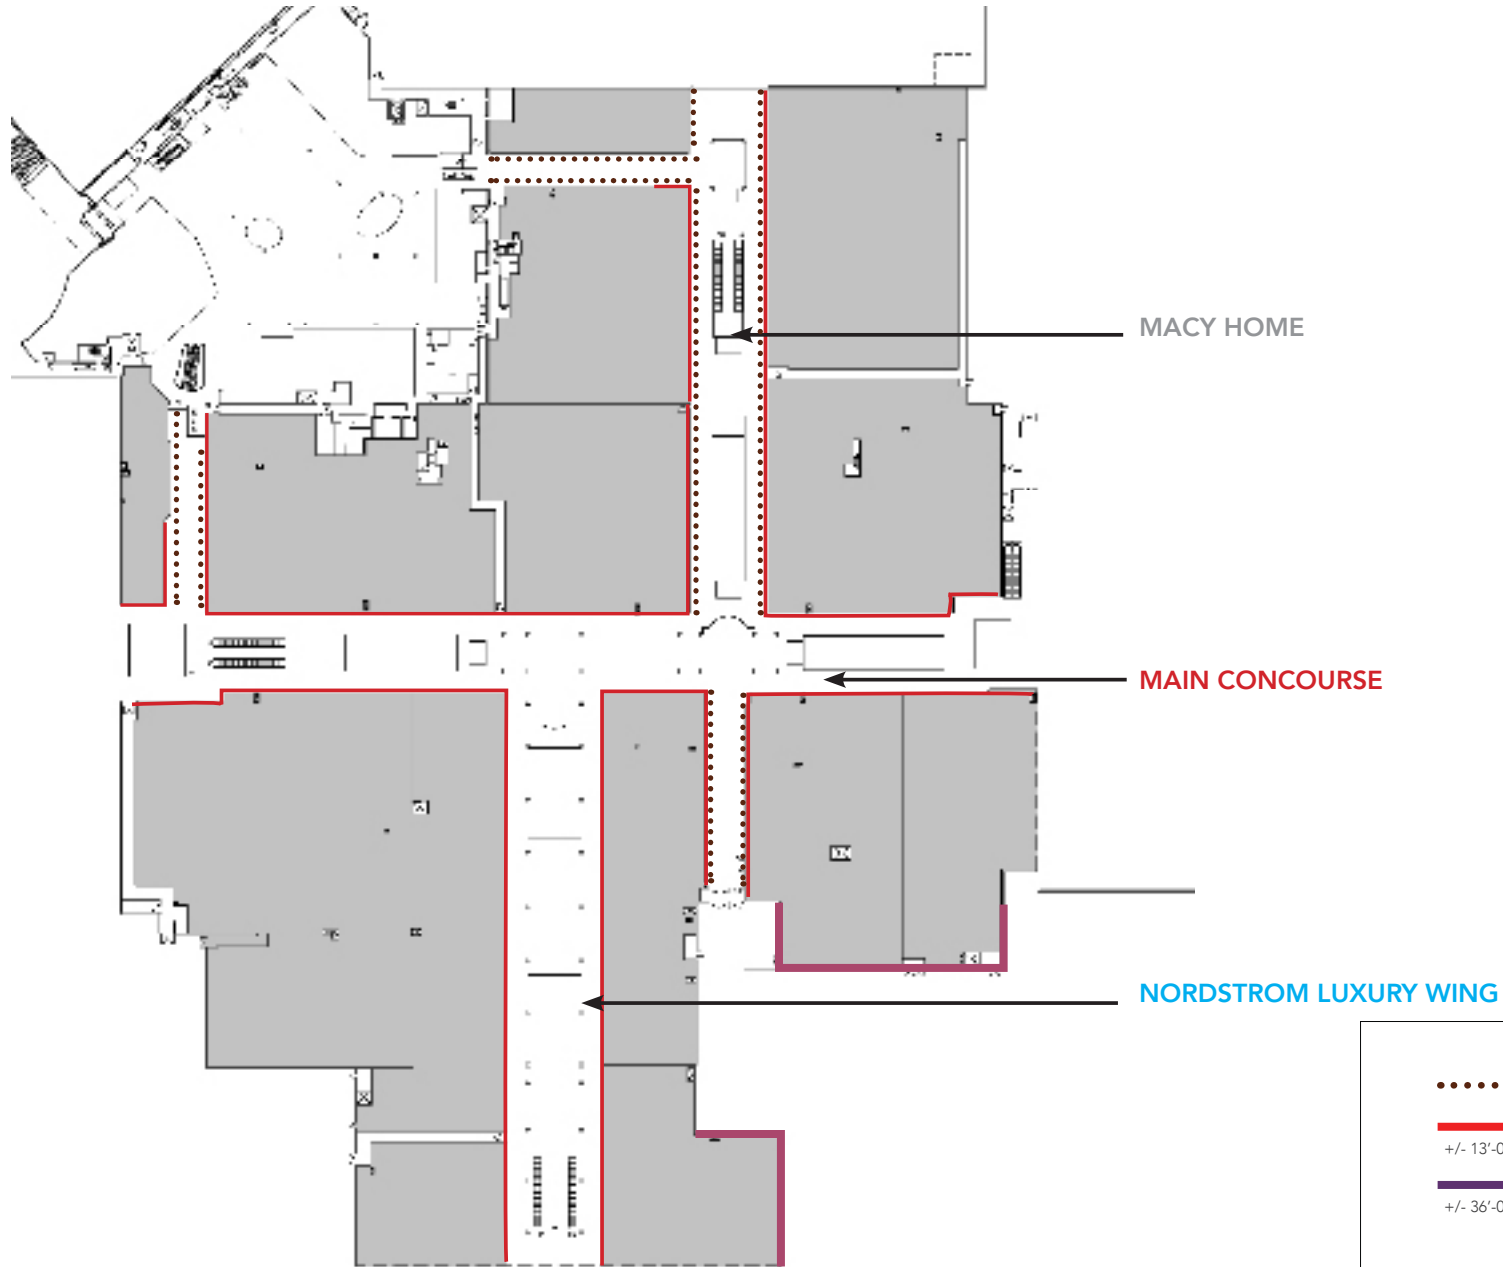 MACY HOME
MAIN CONCOURSE
NORDSTROM LUXURY WING
+/- 13'-0
+/- 36'-0